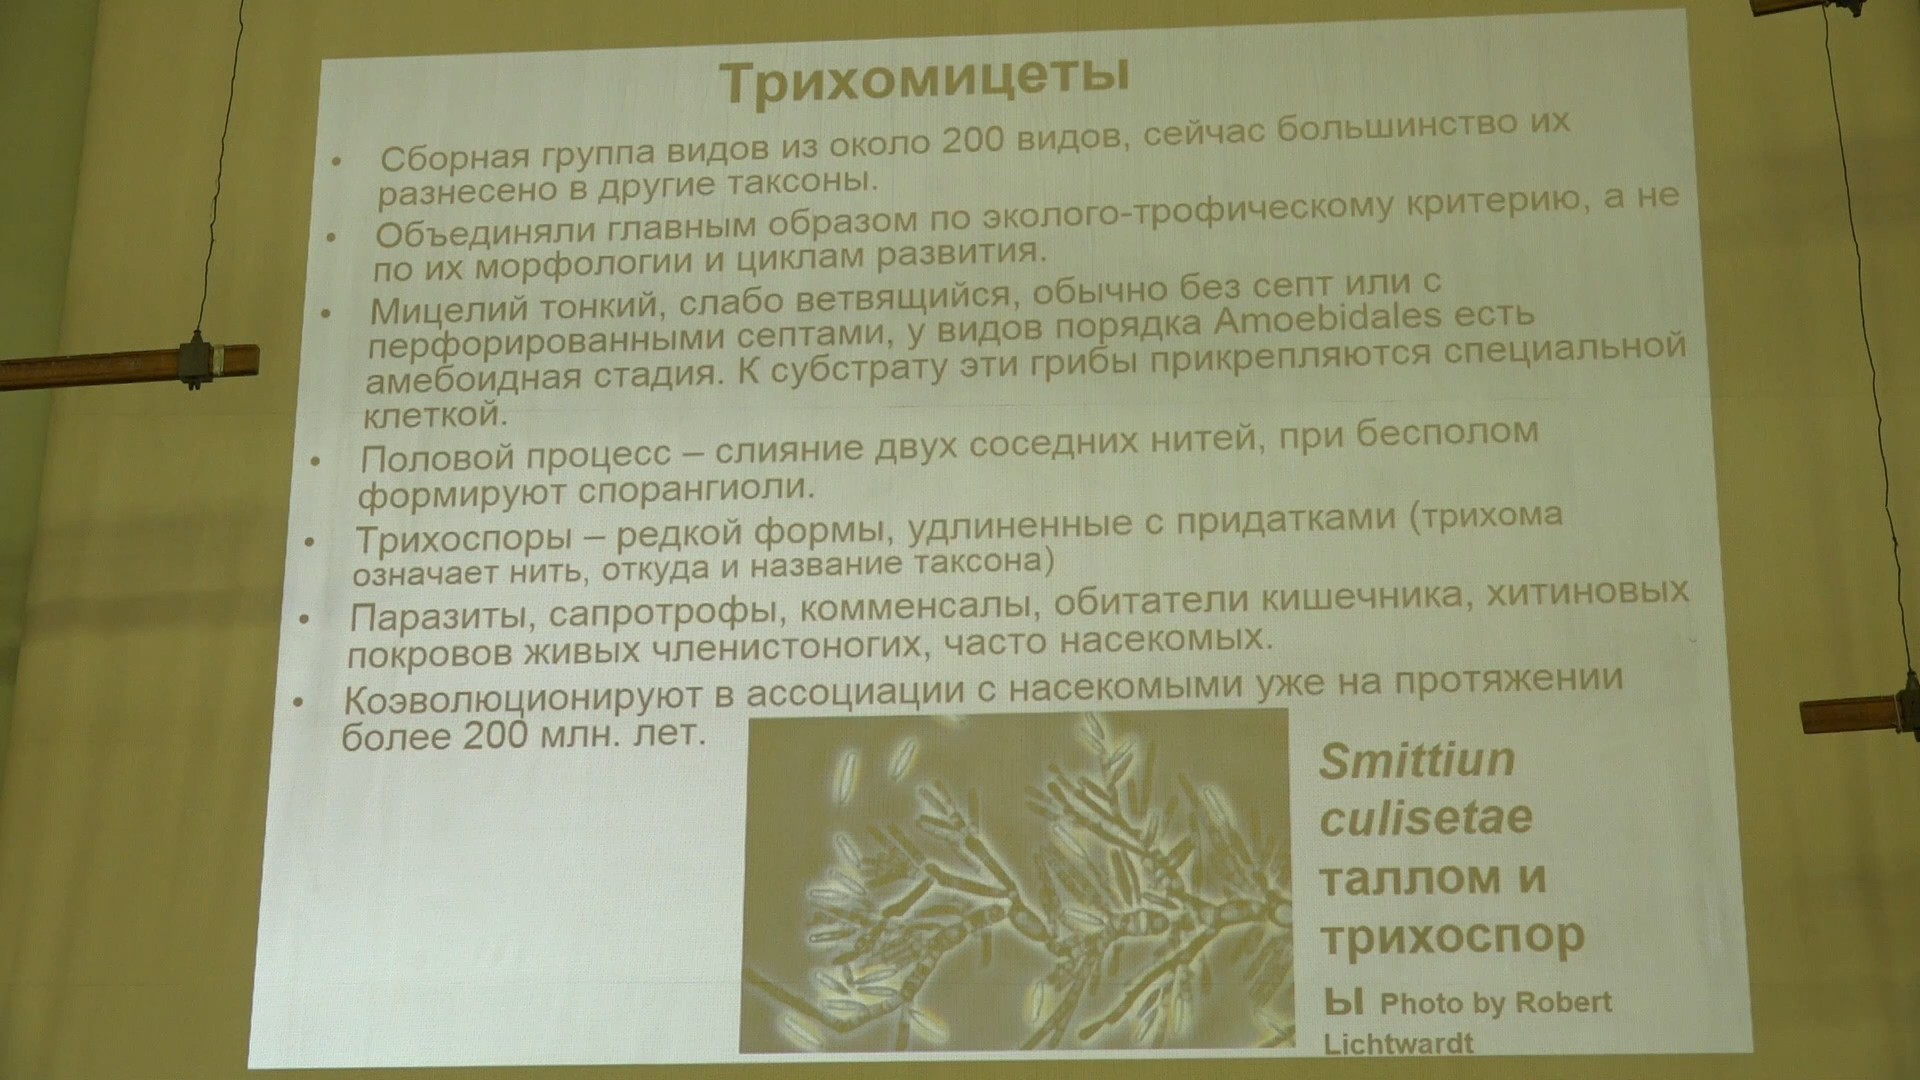 Трихомицеты
• Сборная группа видов из около 200 видов, сейчас большинство их
разнесено в другие таксоны.
• Объединяли главным образом по эколого-трофическому критерию, а не
по их морфологии и циклам развития.
• Мицелий тонкий, слабо ветвящийся, обычно без септ или с
перфорированными септами, у видов порядка Amoebidales есть
амебоидная стадия. К субстрату эти грибы прикрепляются специальной
клеткой.
• Половой процесс – слияние двух соседних нитей, при бесполом
формируют спорангиоли.
• Трихоспоры – редкой формы, удлиненные с придатками (трихома
означает нить, откуда и название таксона)
• Паразиты, сапротрофы, комменсалы, обитатели кишечника, хитиновых
покровов живых членистоногих, часто насекомых.
• Коэволюционируют в ассоциации с насекомыми уже на протяжении
более 200 млн. лет.
Smittiun
culisetae
таллом и
трихоспор
ы Photo by Robert
Lichtwardt